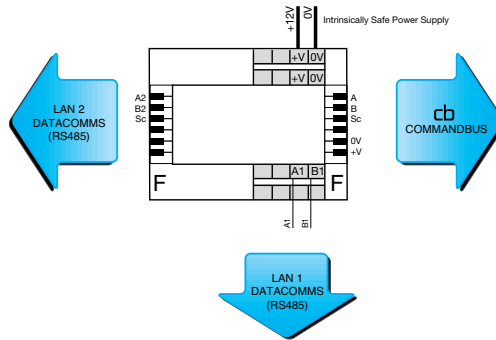 +12V
0V
Intrinsically Safe Power Supply
+V 0V
+V 0V
A2
B2
Sc
A
B
Sc
0V
+V
LAN 2
DATACOMMS
(RS485)
cb
COMMANDBUS
A1 B1
F
F
A1
B1
LAN 1
DATACOMMS
(RS485)